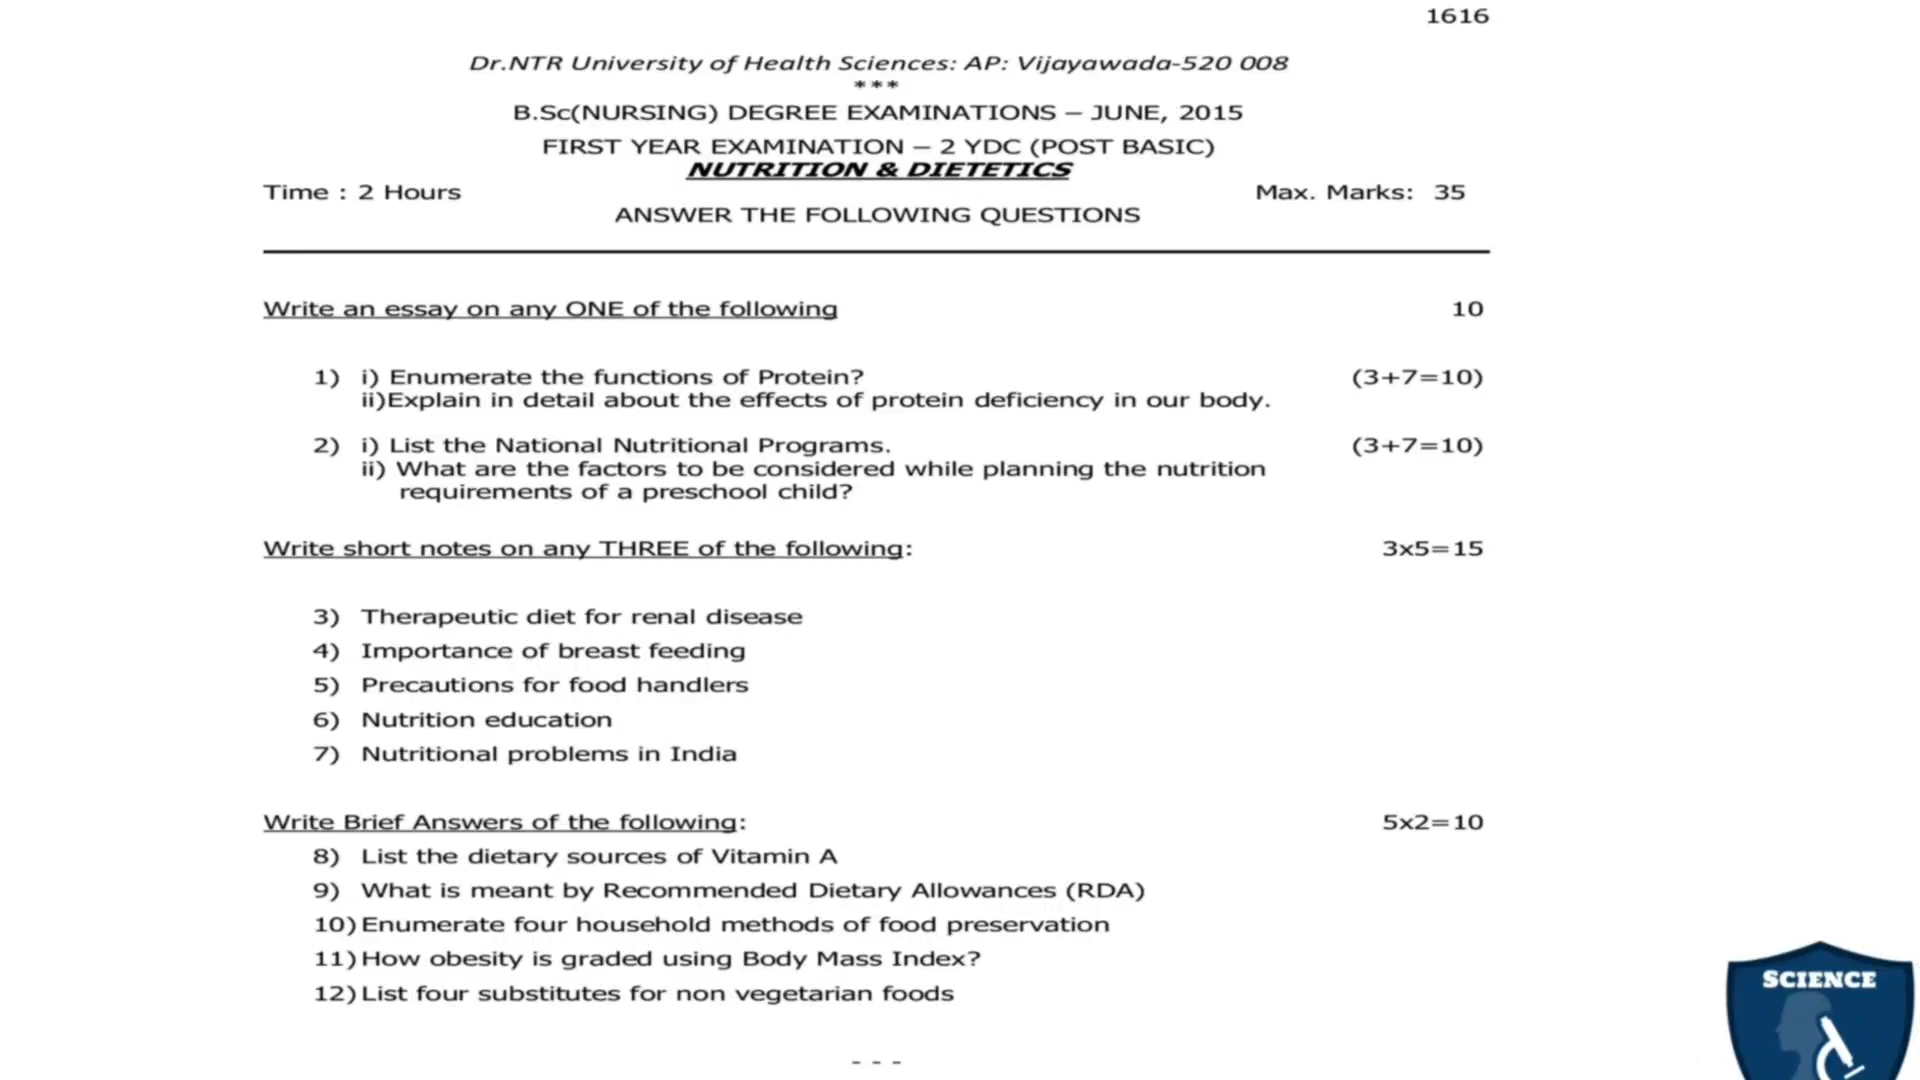 1616
Dr.NTR University of Health Sciences: AP: Vijayawada-520 008
***
B.Sc(NURSING) DEGREE EXAMINATIONS – JUNE, 2015
FIRST YEAR EXAMINATION – 2 YDC (POST BASIC)
NUTRITION & DIETETICS
Time : 2 Hours Max. Marks: 35
ANSWER THE FOLLOWING QUESTIONS
Write an essay on any ONE of the following 10
1) i) Enumerate the functions of Protein? (3+7=10)
ii)Explain in detail about the effects of protein deficiency in our body.
2) i) List the National Nutritional Programs. (3+7=10)
ii) What are the factors to be considered while planning the nutrition
requirements of a preschool child?
Write short notes on any THREE of the following: 3x5=15
3) Therapeutic diet for renal disease
4) Importance of breast feeding
5) Precautions for food handlers
6) Nutrition education
7) Nutritional problems in India
Write Brief Answers of the following: 5x2=10
8) List the dietary sources of Vitamin A
9) What is meant by Recommended Dietary Allowances (RDA)
10) Enumerate four household methods of food preservation
11) How obesity is graded using Body Mass Index?
12) List four substitutes for non vegetarian foods
- - -
SCIENCE